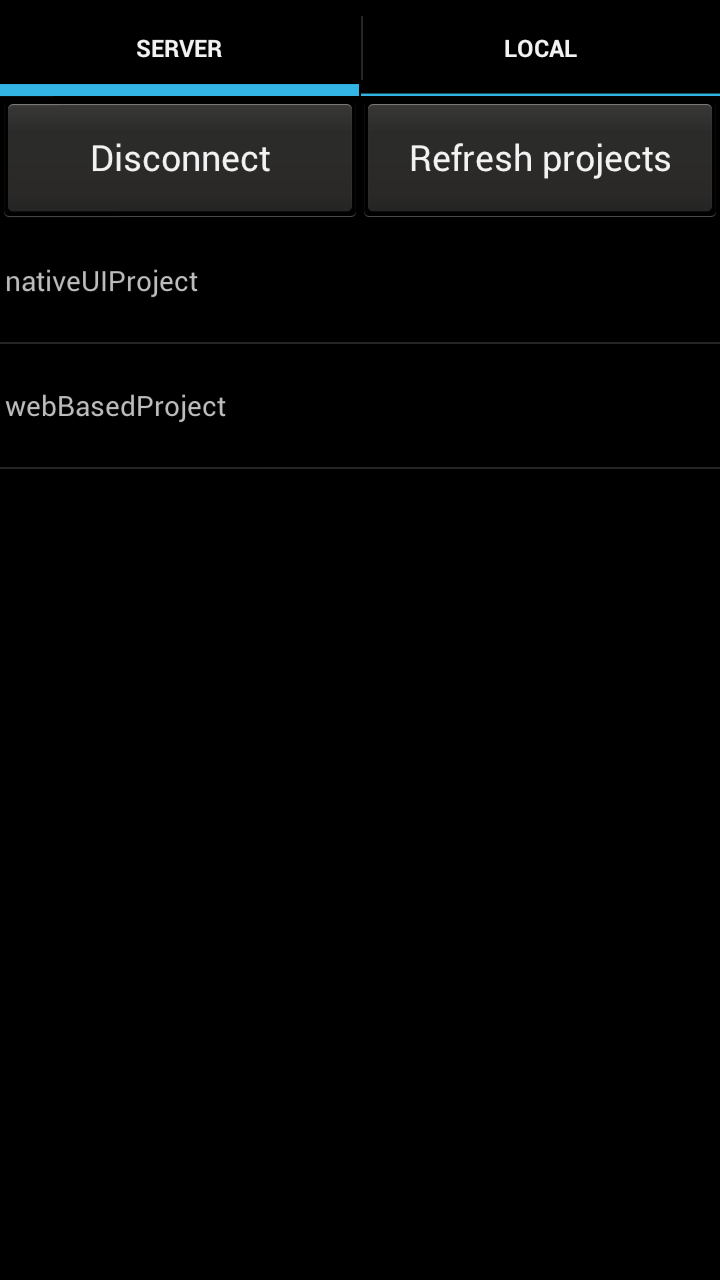 SERVER
LOCAL
Disconnect
Refresh projects
nativeUIProject
webBasedProject